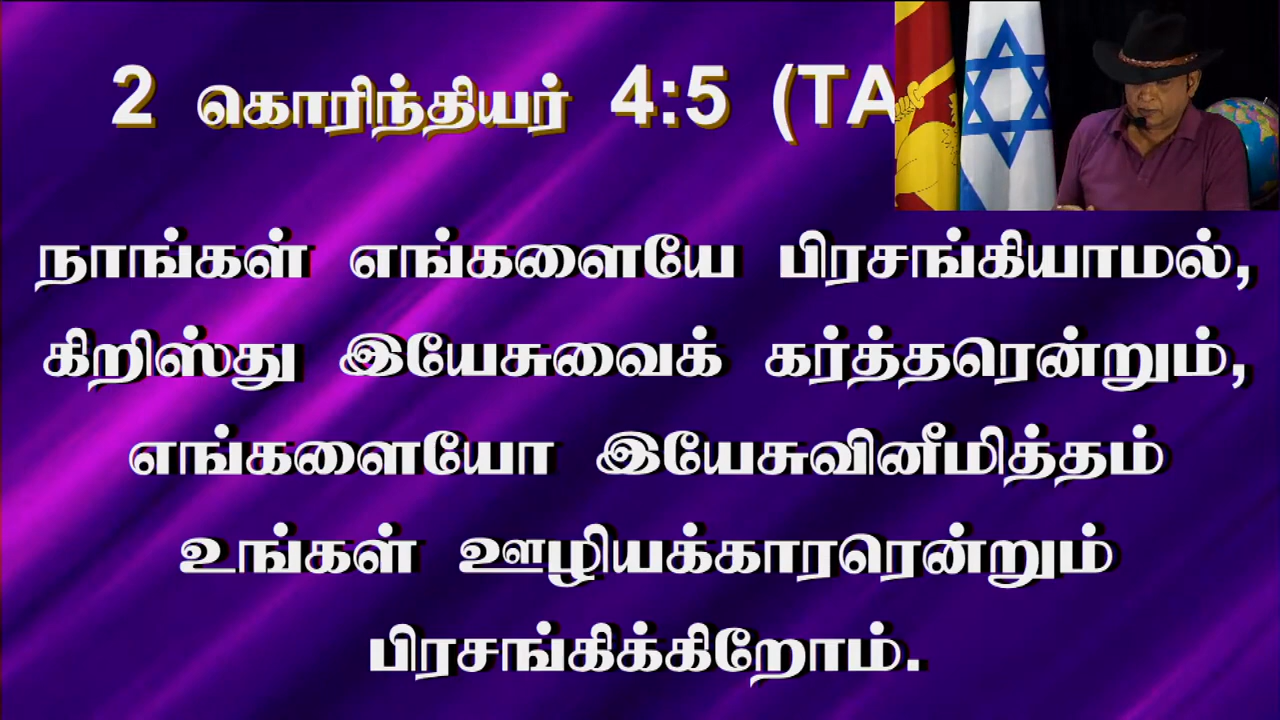 2 கொரிந்தியர் 4:5 (TA
நாங்கள் எங்களையே பிரசங்கியாமல்,
கிறிஸ்து இயேசுவைக் கர்த்தரென்றும்,
எங்களையோ இயேசுவினீமித்தம்
உங்கள் ஊழியக்காரரென்றும்
பிரசங்கிக்கிறோம்.